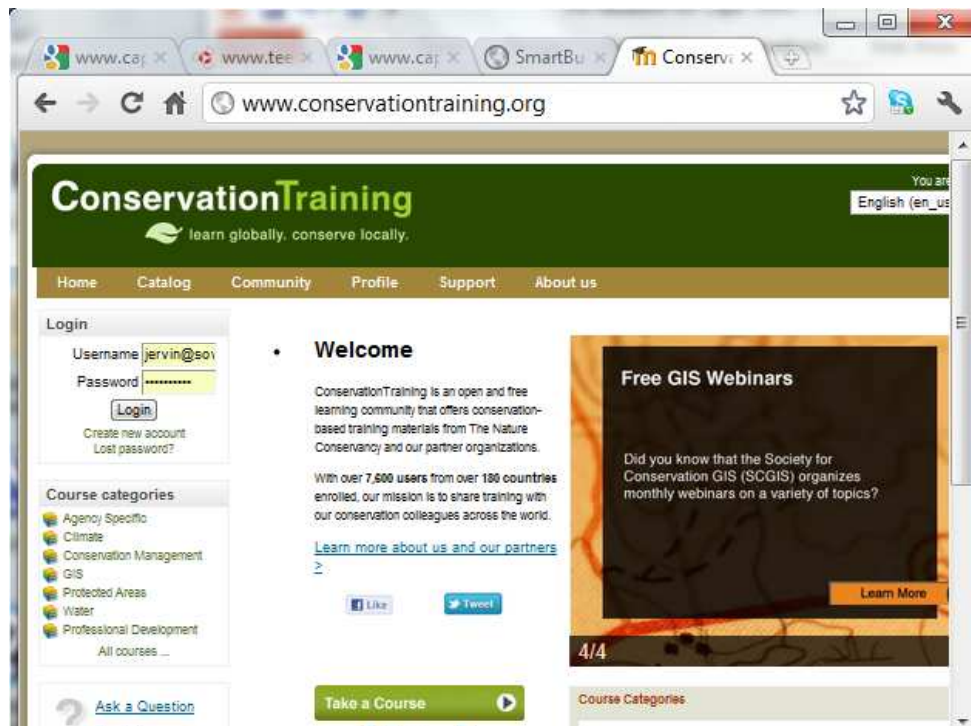 www.caj
www.tee
www.caj
SmartBu
Conserva
www.conservationtraining.org
ConservationTraining
learn globally. conserve locally.
You are
English (en_us
Home Catalog Community Profile Support About us
Login
Username jervin@sov
Password
Login
Create new account
Lost password?
Course categories
Agency Specific
Climate
Conservation Management
GIS
Protected Areas
Water
Professional Development
All courses ...
? Ask a Question
• Welcome
ConservationTraining is an open and free
learning community that offers conservation-
based training materials from The Nature
Conservancy and our partner organizations.
With over 7,600 users from over 180 countries
enrolled, our mission is to share training with
our conservation colleagues across the world.
Learn more about us and our partners
>
Like
Tweet
Take a Course
Free GIS Webinars
Did you know that the Society for
Conservation GIS (SCGIS) organizes
monthly webinars on a variety of topics?
Learn More
4/4
Course Categories